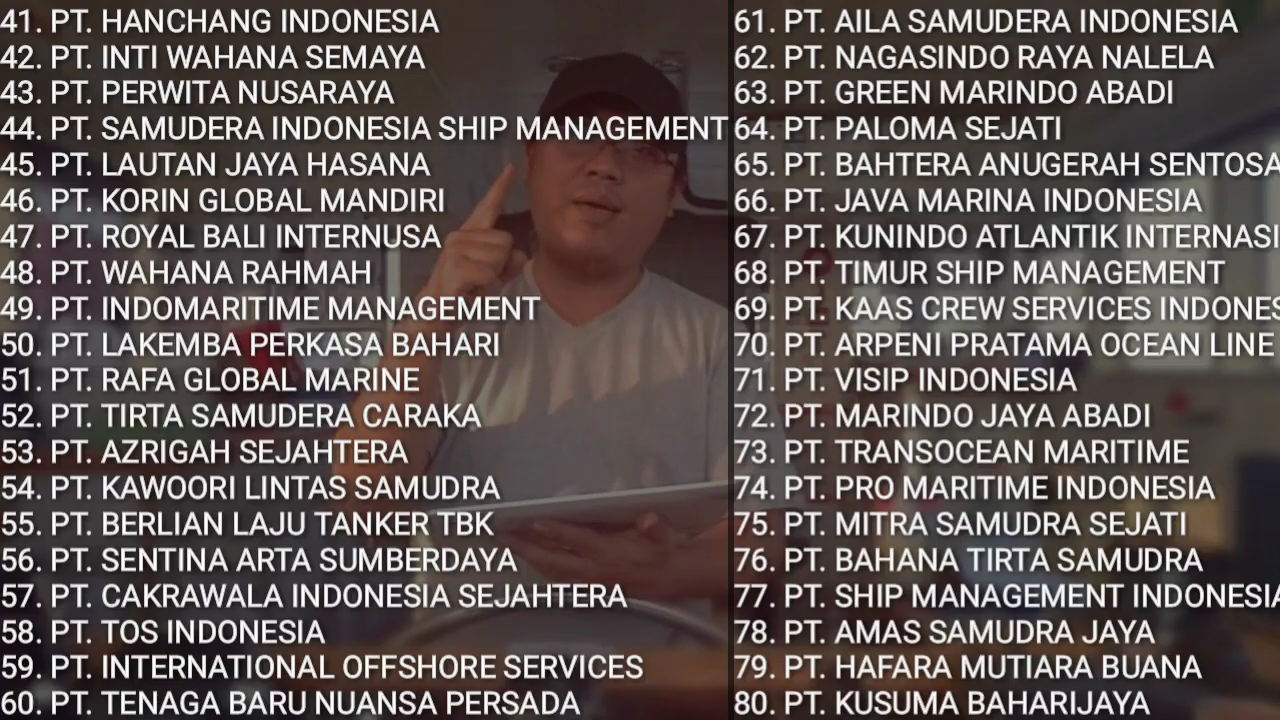 41. PT. HANCHANG INDONESIA
42. PT. INTI WAHANA SEMAYA
43. PT. PERWITA NUSARAYA
44. PT. SAMUDERA INDONESIA SHIP MANAGEMENT
45. PT. LAUTAN JAYA HASANA
46. PT. KORIN GLOBAL MANDIRI
47. PT. ROYAL BALI INTERNUSA
48. PT. WAHANA RAHMAH
49. PT. INDOMARITIME MANAGEMENT
50. PT. LAKEMBA PERKASA BAHARI
51. PT. RAFA GLOBAL MARINE
52. PT. TIRTA SAMUDERA CARAKA
53. PT. AZRIGAH SEJAHTERA
54. PT. KAWOORI LINTAS SAMUDRA
55. PT. BERLIAN LAJU TANKER TBK
56. PT. SENTINA ARTA SUMBERDAYA
57. PT. CAKRAWALA INDONESIA SEJAHTERA
58. PT. TOS INDONESIA
59. PT. INTERNATIONAL OFFSHORE SERVICES
60. PT. TENAGA BARU NUANSA PERSADA
61. PT. AILA SAMUDERA INDONESIA
62. PT. NAGASINDO RAYA NALELA
63. PT. GREEN MARINDO ABADI
64. PT. PALOMA SEJATI
65. PT. BAHTERA ANUGERAH SENTOSA
66. PT. JAVA MARINA INDONESIA
67. PT. KUNINDO ATLANTIK INTERNASI
68. PT. TIMUR SHIP MANAGEMENT
69. PT. KAAS CREW SERVICES INDONES
70. PT. ARPENI PRATAMA OCEAN LINE
71. PT. VISIP INDONESIA
72. PT. MARINDO JAYA ABADI
73. PT. TRANSOCEAN MARITIME
74. PT. PRO MARITIME INDONESIA
75. PT. MITRA SAMUDRA SEJATI
76. PT. BAHANA TIRTA SAMUDRA
77. PT. SHIP MANAGEMENT INDONESIA
78. PT. AMAS SAMUDRA JAYA
79. PT. HAFARA MUTIARA BUANA
80. PT. KUSUMA BAHARIJAYA